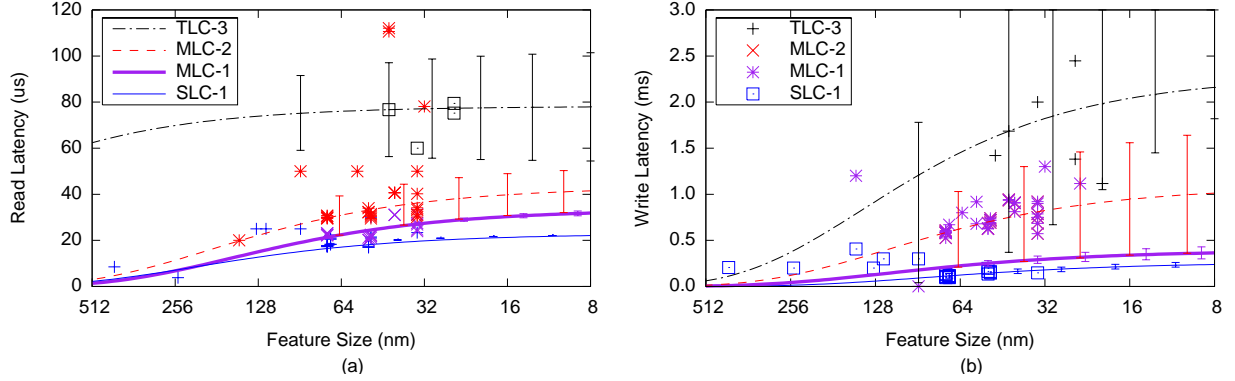 120
100
80
60
40
20
0
Read Latency (us)
TLC-3
MLC-2
MLC-1
SLC-1
512
256
128
64
32
16
8
Feature Size (nm)
(a)
3.0
2.5
2.0
1.5
1.0
0.5
0.0
Write Latency (ms)
TLC-3
MLC-2
MLC-1
SLC-1
512
256
128
64
32
16
8
Feature Size (nm)
(b)